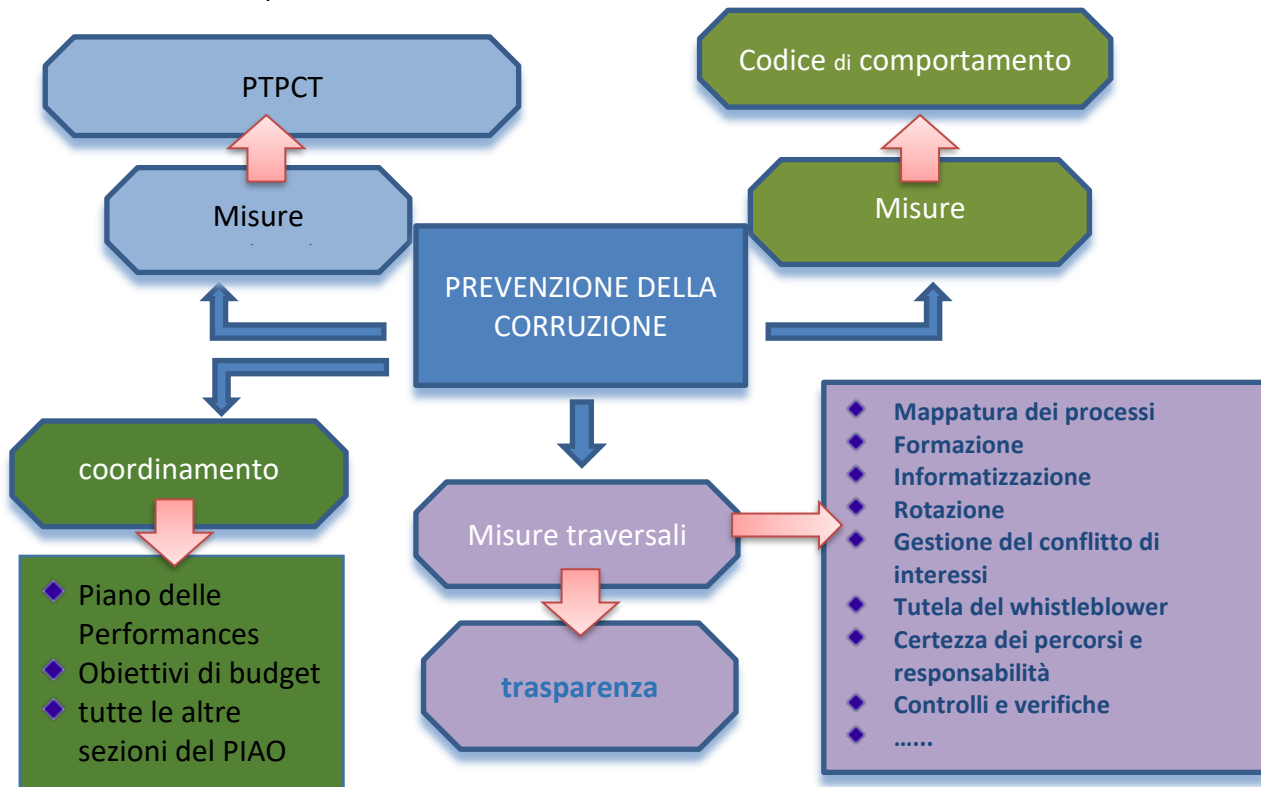 PTPCT
Misure
Codice di comportamento
Misure
PREVENZIONE DELLA
CORRUZIONE
coordinamento
Piano delle
Performances
Obiettivi di budget
tutte le altre
sezioni del PIAO
Misure traversali
trasparenza
Mappatura dei processi
Formazione
Informatizzazione
Rotazione
Gestione del conflitto di
interessi
Tutela del whistleblower
Certezza dei percorsi e
responsabilità
Controlli e verifiche
…...